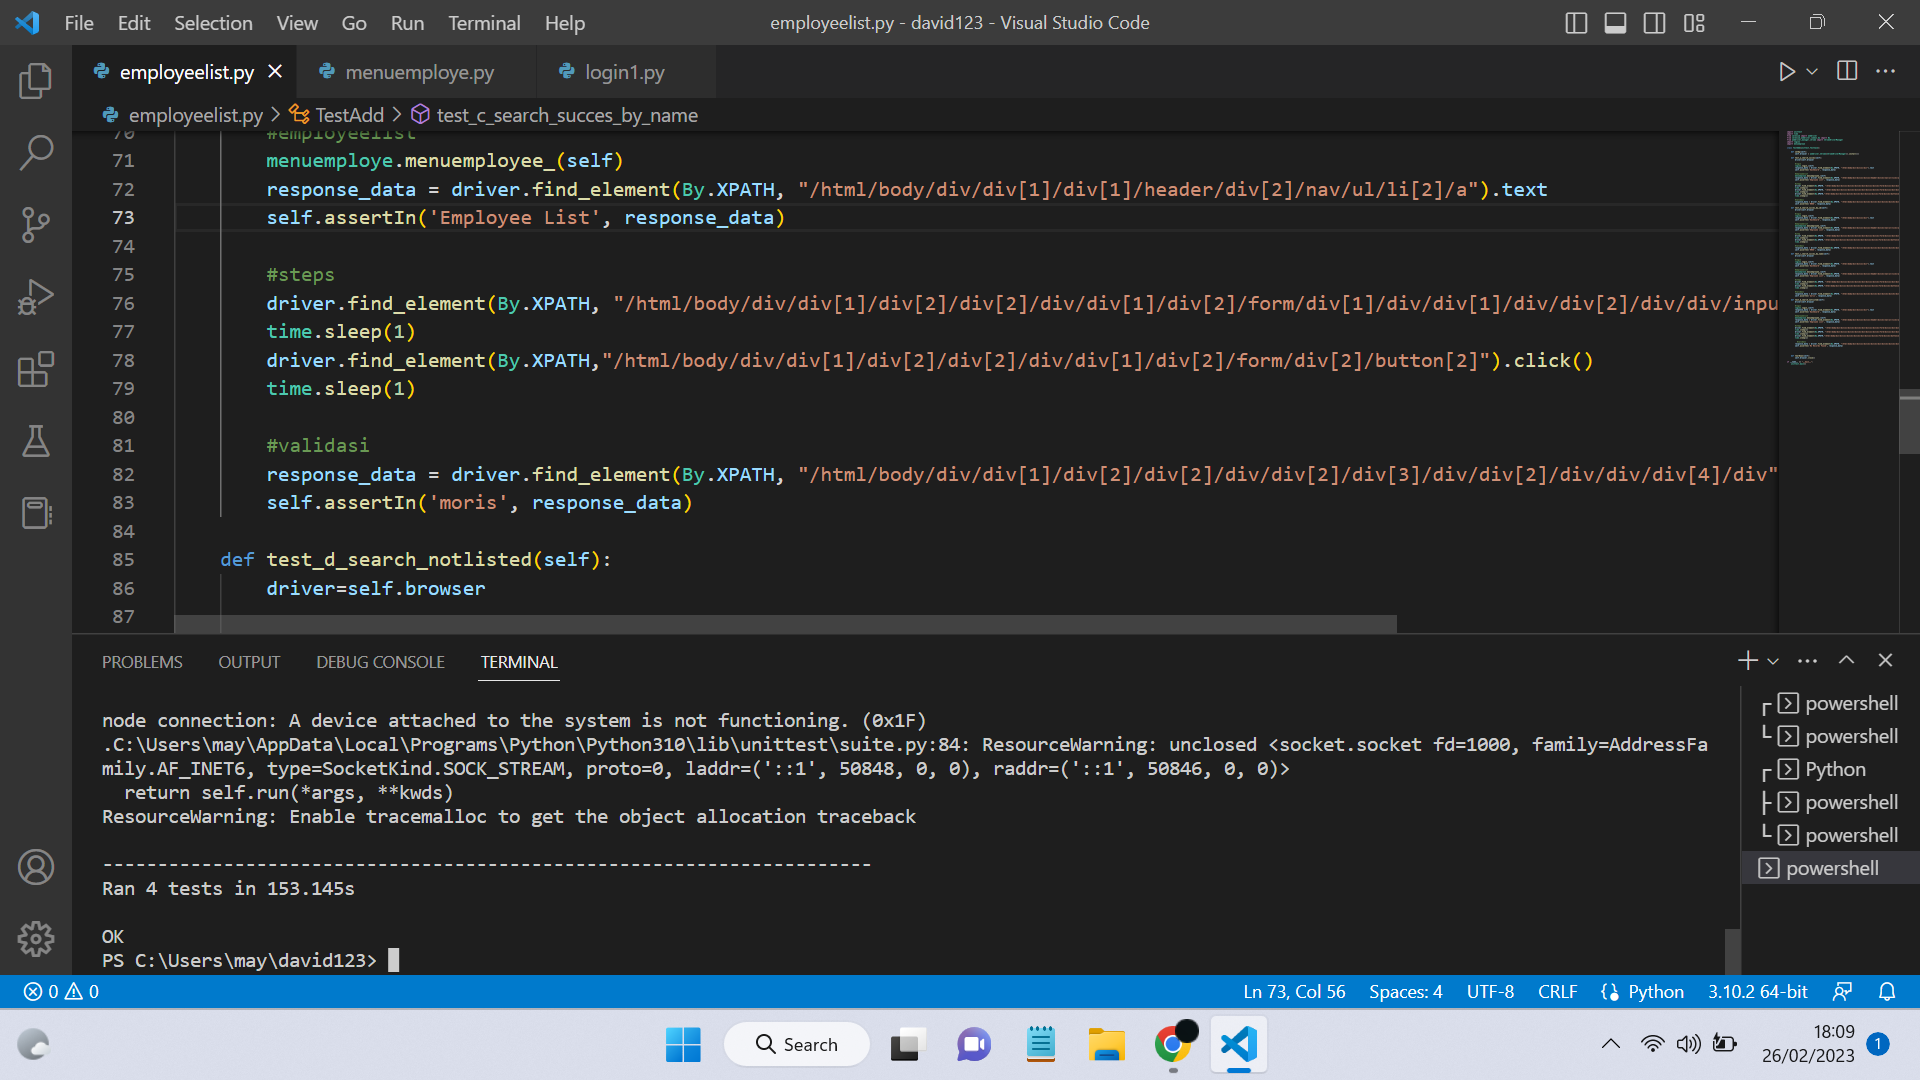 File Edit Selection View Go Run Terminal Help
employeelist.py - david123 - Visual Studio Code
employeelist.py
menuemploye.py
login1.py
employeelist.py > TestAdd > test_c_search_succes_by_name
70 #employeelist
71 menuemploye.menuemployee_(self)
72 response_data = driver.find_element(By.XPATH, "/html/body/div/div[1]/div[1]/header/div[2]/nav/ul/li[2]/a").text
73 self.assertIn('Employee List', response_data)
74
75 #steps
76 driver.find_element(By.XPATH, "/html/body/div/div[1]/div[2]/div[2]/div/div[1]/div[2]/form/div[1]/div/div[1]/div/div[2]/div/div/inpu
77 time.sleep(1)
78 driver.find_element(By.XPATH,"/html/body/div/div[1]/div[2]/div[2]/div/div[1]/div[2]/form/div[2]/button[2]").click()
79 time.sleep(1)
80
81 #validasi
82 response_data = driver.find_element(By.XPATH, "/html/body/div/div[1]/div[2]/div[2]/div/div[2]/div[3]/div/div[2]/div/div/div[4]/div"
83 self.assertIn('moris', response_data)
84
85 def test_d_search_notlisted(self):
86 driver=self.browser
87
PROBLEMS OUTPUT DEBUG CONSOLE TERMINAL
node connection: A device attached to the system is not functioning. (0x1F)
.C:\Users\may\AppData\Local\Programs\Python\Python310\lib\unittest\suite.py:84: ResourceWarning: unclosed <socket.socket fd=1000, family=AddressFa
mily.AF_INET6, type=SocketKind.SOCK_STREAM, proto=0, laddr=('::1', 50848, 0, 0), raddr=('::1', 50846, 0, 0)>
return self.run(*args, **kwds)
ResourceWarning: Enable tracemalloc to get the object allocation traceback
----------------------------------------------------------------------
Ran 4 tests in 153.145s
OK
PS C:\Users\may\david123>
powershell
powershell
Python
powershell
powershell
powershell
0 0
Ln 73, Col 56 Spaces: 4 UTF-8 CRLF Python 3.10.2 64-bit
Search
18:09
26/02/2023
1